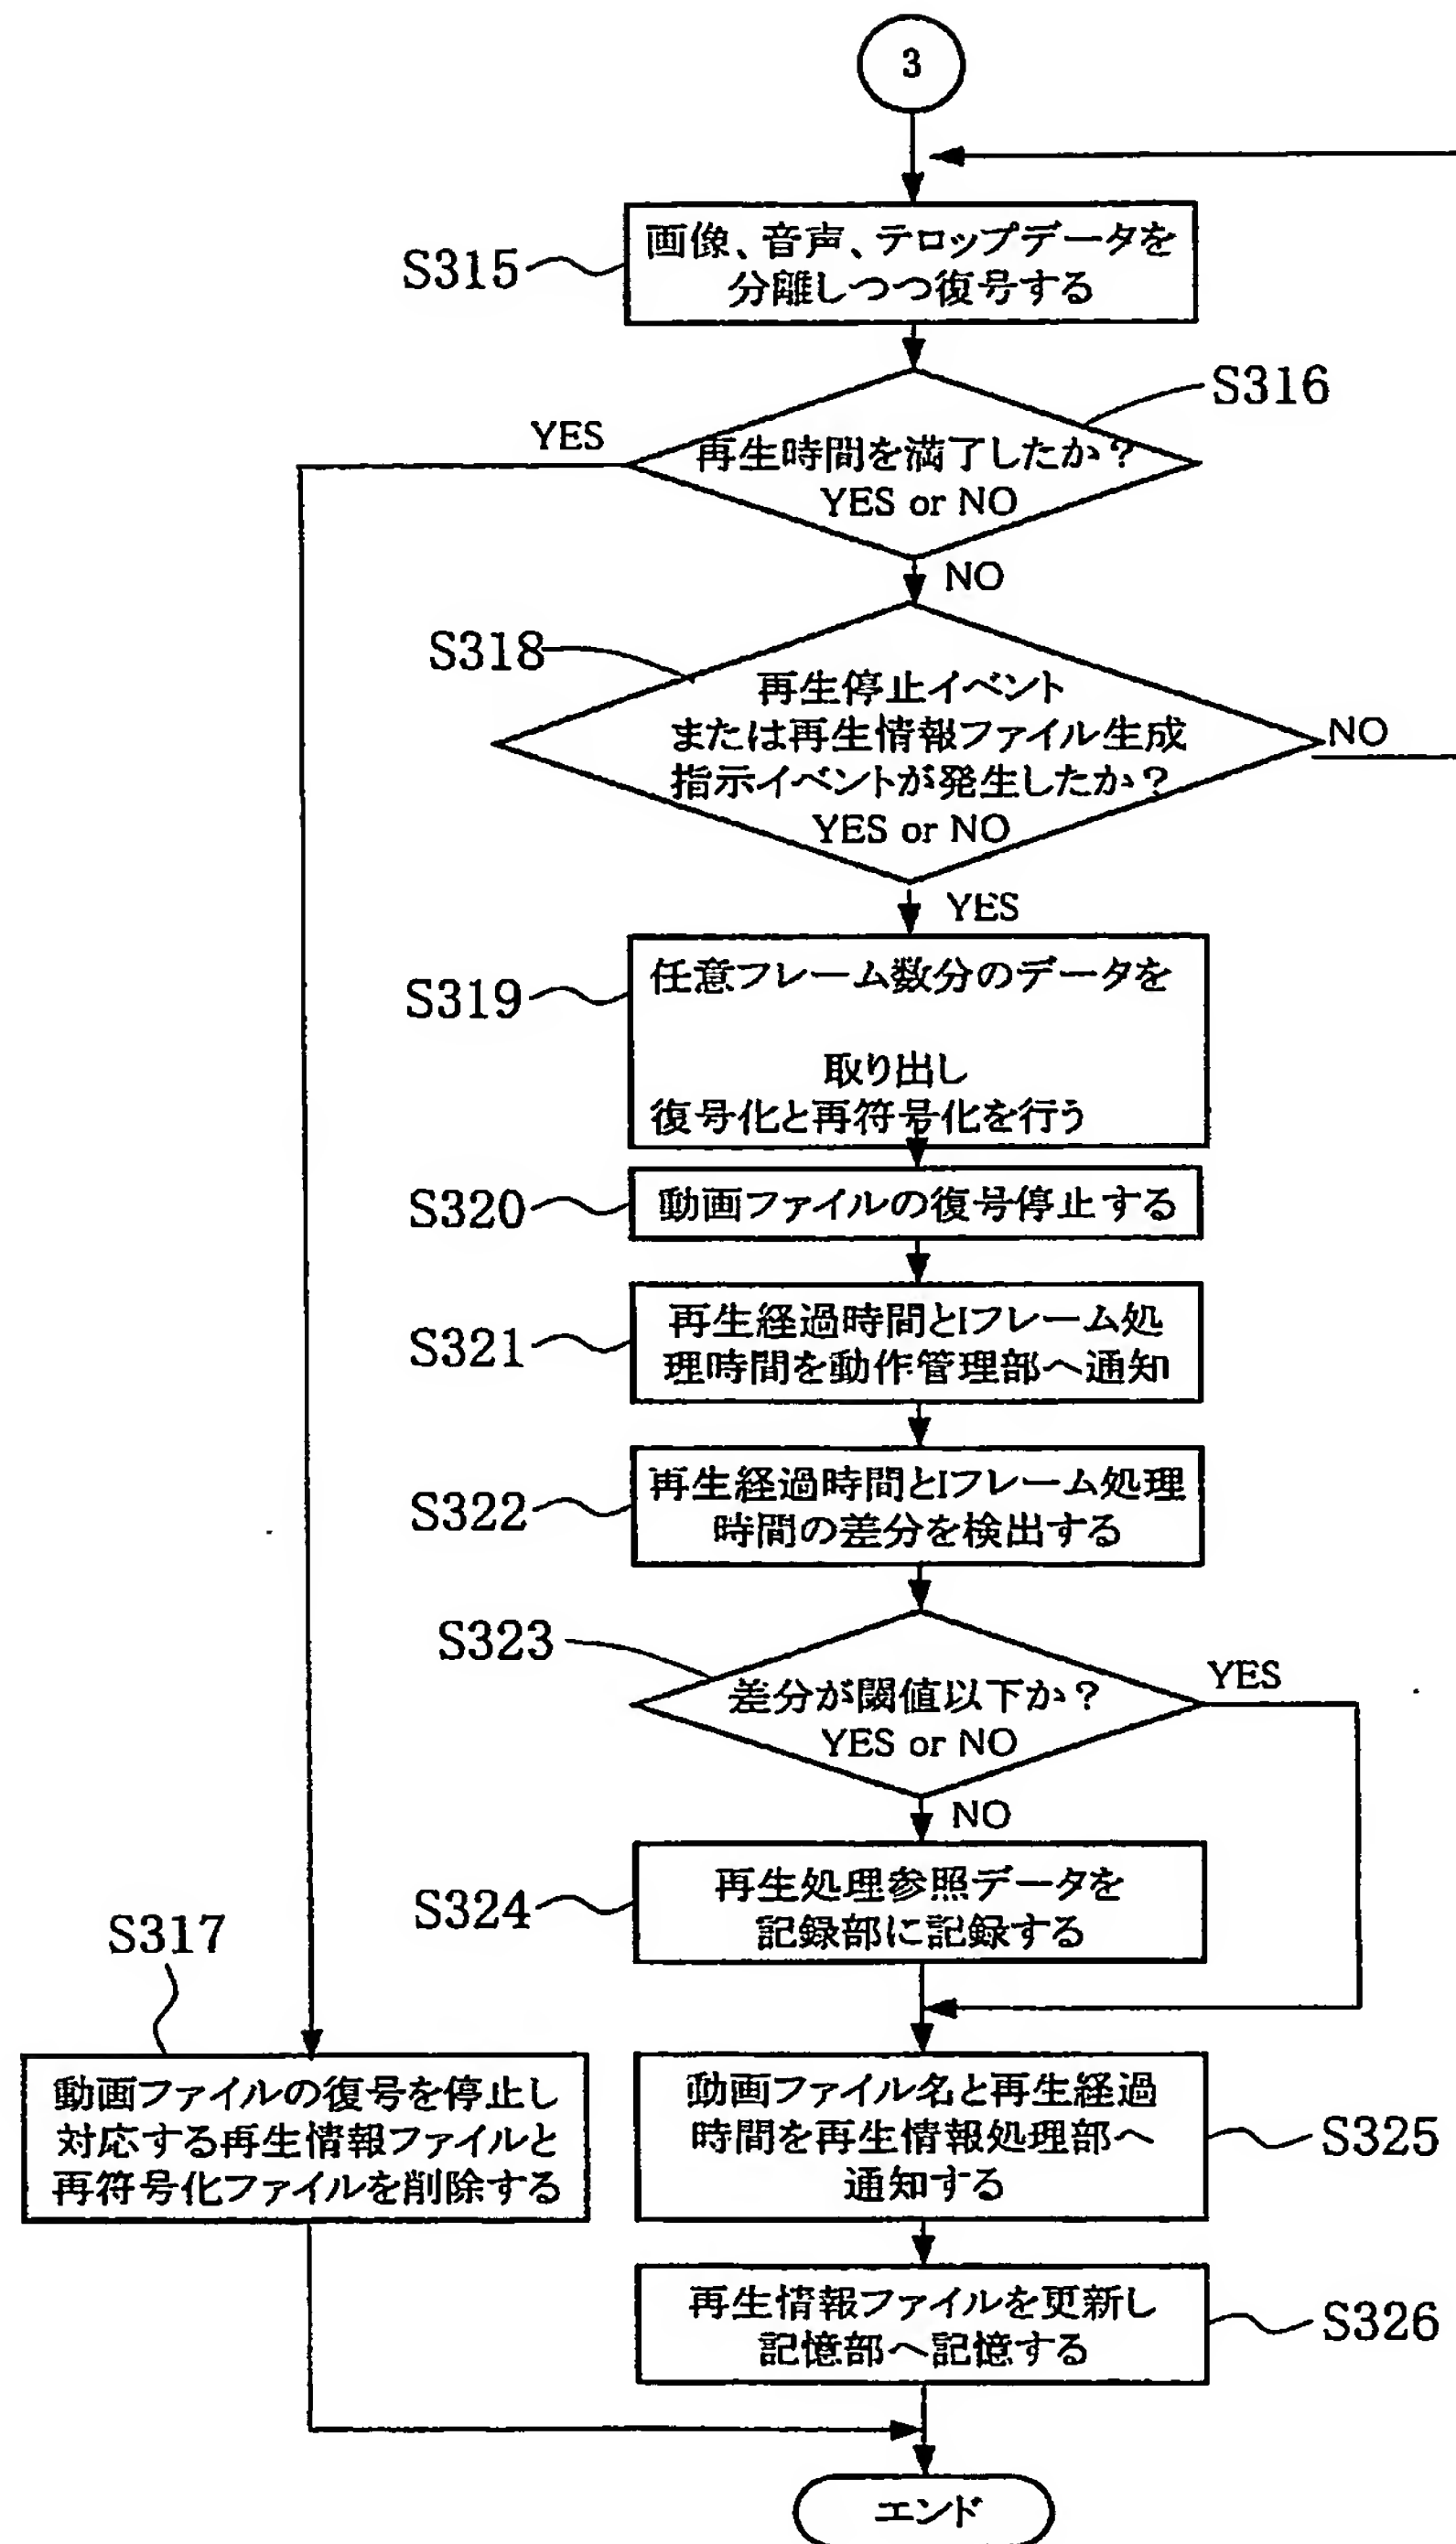 3
S315
画像、音声、テロップデータを
分離しつつ復号する
S316
YES
再生時間を満了したか？
YES or NO
NO
S318
再生停止イベント
または再生情報ファイル生成
指示イベントが発生したか？
YES or NO
NO
YES
S319
任意フレーム数分のデータを
取り出し
復号化と再符号化を行う
S320
動画ファイルの復号停止する
S321
再生経過時間とIフレーム処
理時間を動作管理部へ通知
S322
再生経過時間とIフレーム処理
時間の差分を検出する
S323
差分が閾値以下か？
YES or NO
YES
NO
S324
再生処理参照データを
記録部に記録する
S317
動画ファイルの復号を停止し
対応する再生情報ファイルと
再符号化ファイルを削除する
動画ファイル名と再生経過
時間を再生情報処理部へ
通知する
S325
再生情報ファイルを更新し
記憶部へ記憶する
S326
エンド